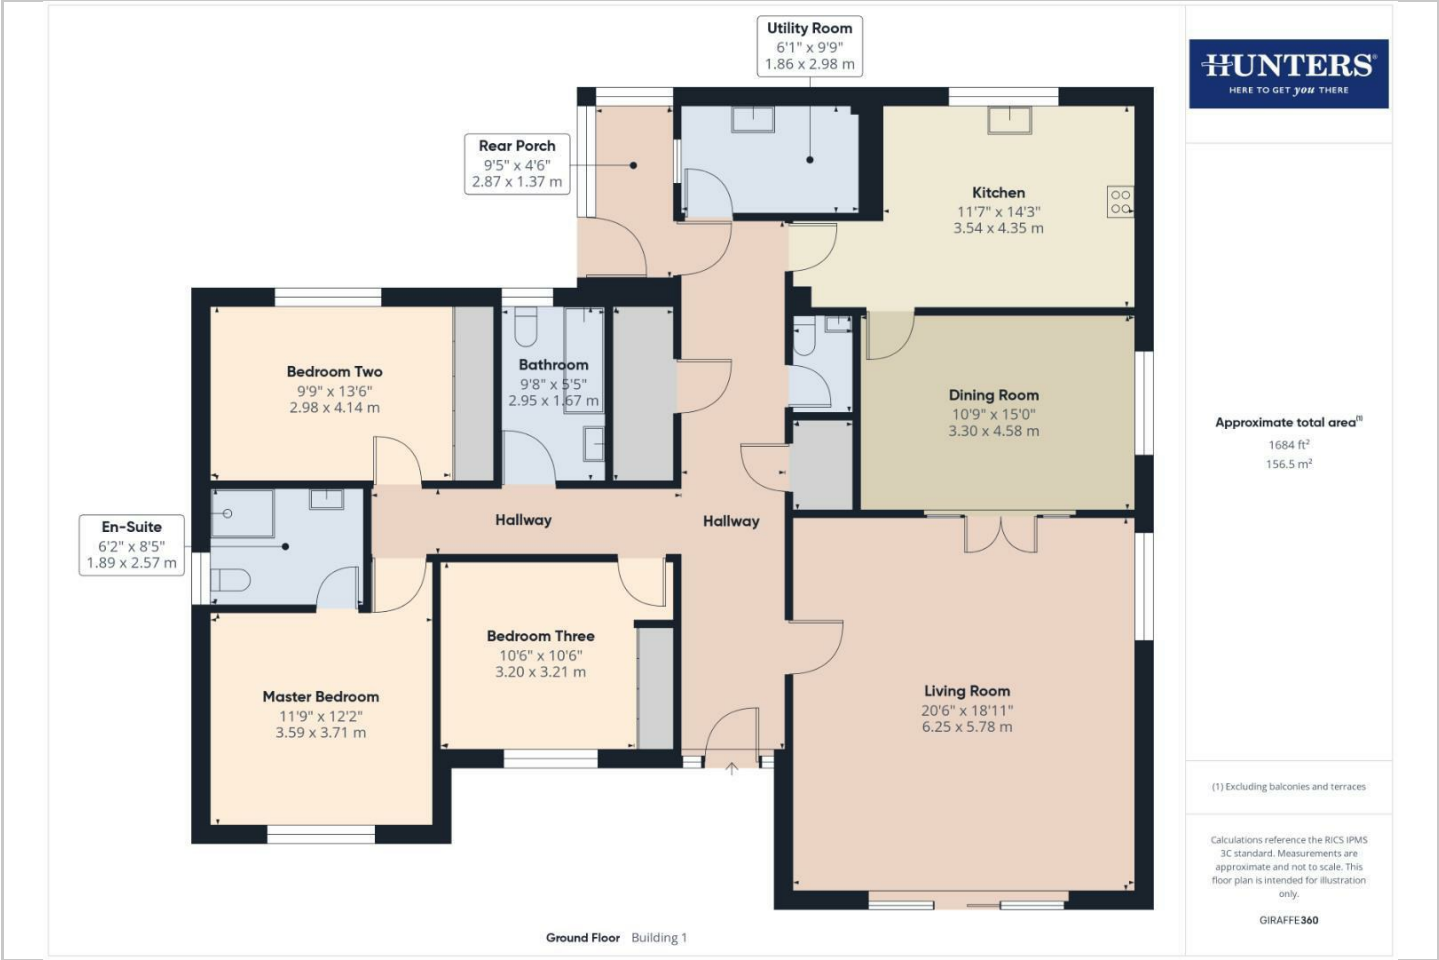 Utility Room
6'1" x 9'9"
1.86 x 2.98 m
Rear Porch
9'5" x 4'6"
2.87 x 1.37 m
Kitchen
11'7" x 14'3"
3.54 x 4.35 m
Bedroom Two
9'9" x 13'6"
2.98 x 4.14 m
Bathroom
9'8" x 5'5"
2.95 x 1.67 m
Dining Room
10'9" x 15'0"
3.30 x 4.58 m
En-Suite
6'2" x 8'5"
1.89 x 2.57 m
Hallway
Hallway
Bedroom Three
10'6" x 10'6"
3.20 x 3.21 m
Master Bedroom
11'9" x 12'2"
3.59 x 3.71 m
Living Room
20'6" x 18'11"
6.25 x 5.78 m
Ground Floor Building 1
HUNTERS®
HERE TO GET you THERE
Approximate total area(1)
1684 ft²
156.5 m²
(1) Excluding balconies and terraces
Calculations reference the RICS IPMS
3C standard. Measurements are
approximate and not to scale. This
floor plan is intended for illustration
only.
GIRAFFE360